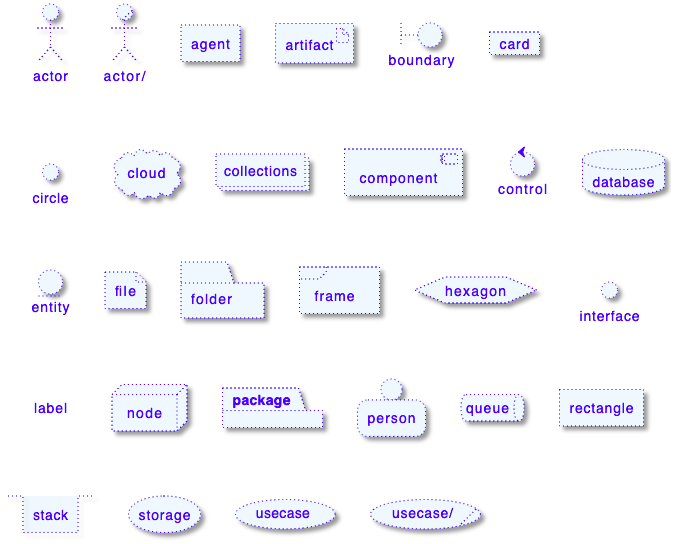 actor
actor/
agent
artifact
boundary
card
circle
cloud
collections
component
control
database
entity
file
folder
frame
hexagon
interface
label
node
package
person
queue
rectangle
stack
storage
usecase
usecase/